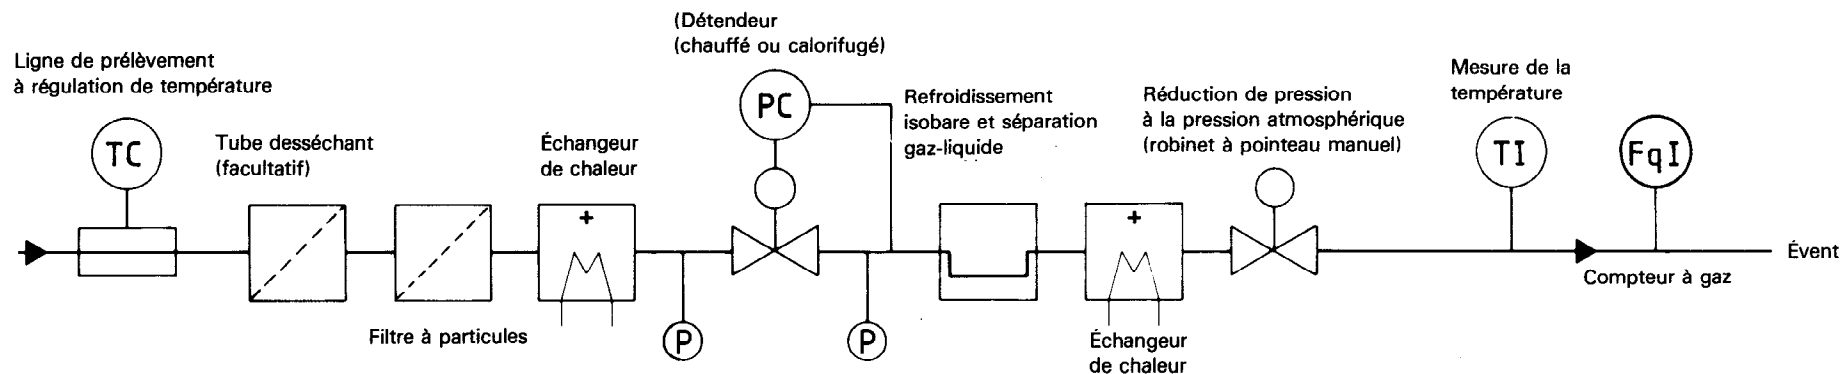 Ligne de prélèvement
à régulation de température
TC
Tube desséchant
(facultatif)
Filtre à particules
Échangeur
de chaleur
+
P
(Détendeur
(chauffé ou calorifugé)
PC
P
Refroidissement
isobare et séparation
gaz-liquide
+
Échangeur
de chaleur
Réduction de pression
à la pression atmosphérique
(robinet à pointeau manuel)
Mesure de la
température
TI
FqI
Compteur à gaz
Évent